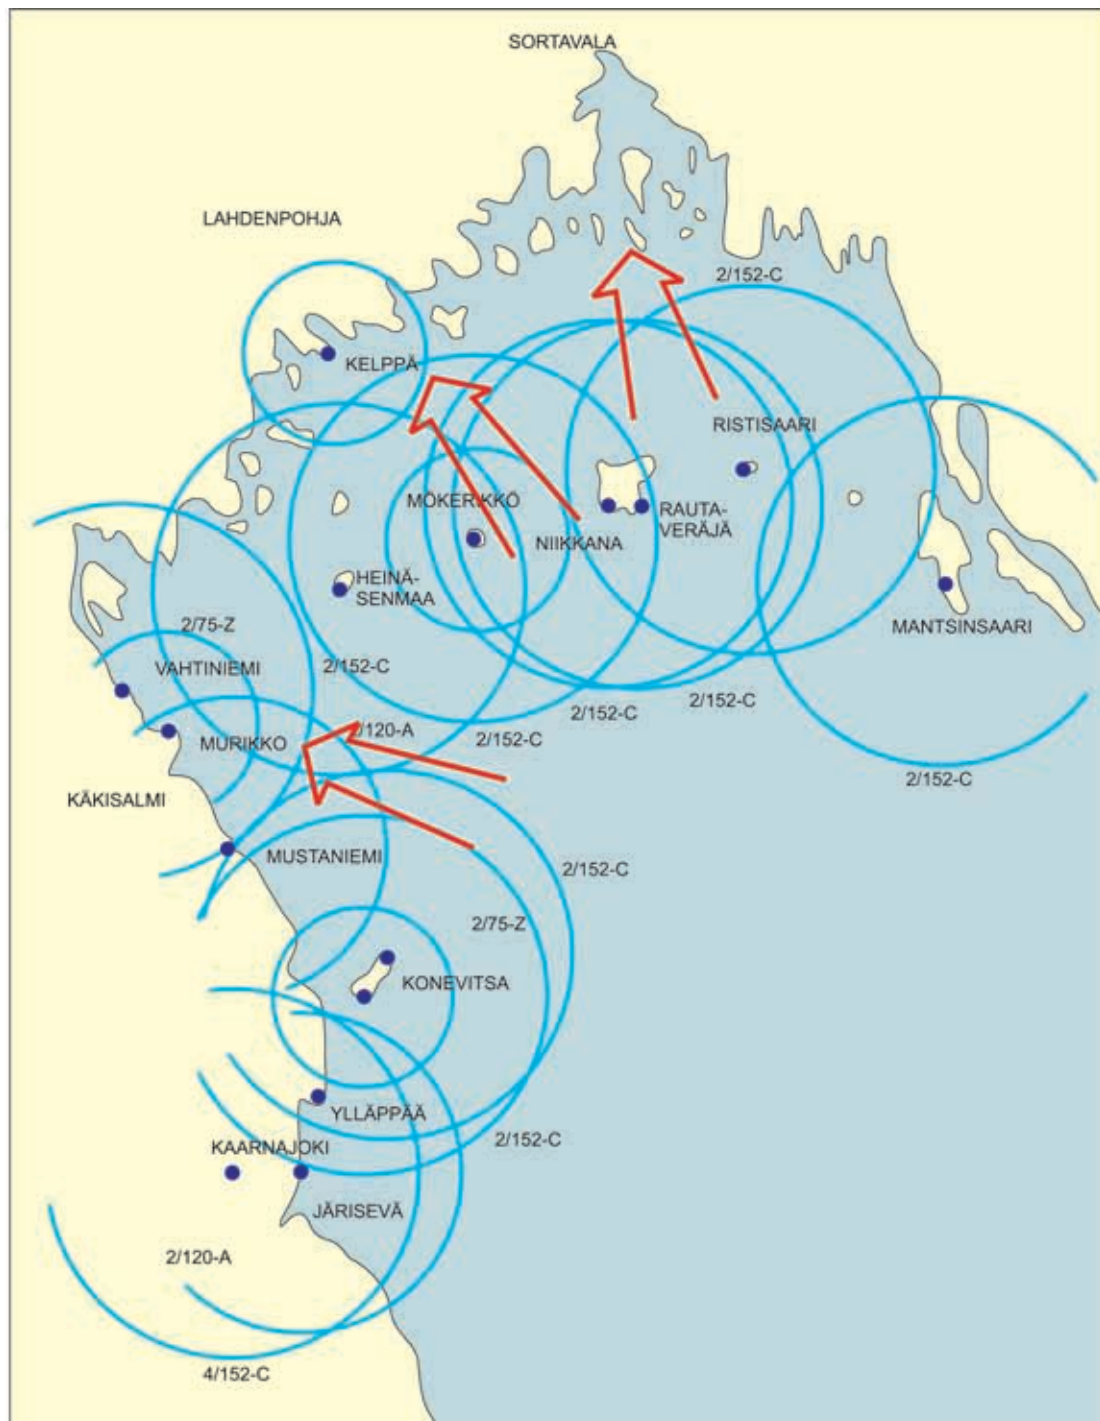 SORTAVALA
LAHDENPOHJA
2/152-C
KELPPÄ
RISTISAARI
MÖKERIKKÖ
NIIKKANA
RAUTA-
VERÄJÄ
HEINÄ-
SENMAA
MANTSINSAARI
2/75-Z
VAHTINIEMI
2/152-C
2/152-C
2/152-C
2/120-A
2/152-C
MURIKKO
2/152-C
KÄKISALMI
MUSTANIEMI
2/152-C
2/75-Z
KONEVITSA
YLLÄPPÄÄ
2/152-C
KAARNAJOKI
JÄRISEVÄ
2/120-A
4/152-C